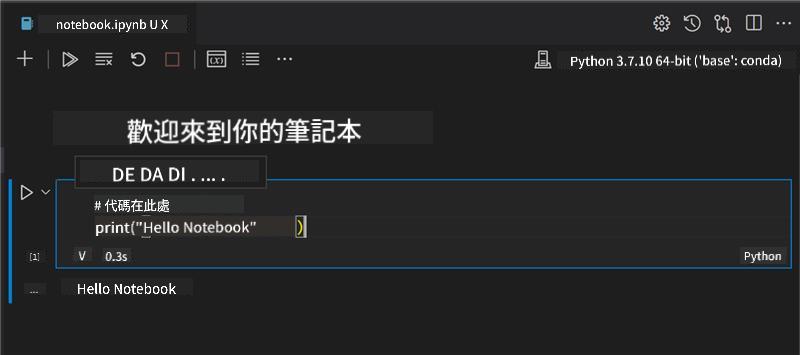 notebook.ipynb U X
Python 3.7.10 64-bit ('base': conda)
歡迎來到你的筆記本
DE DA DI . ... .
# 代碼在此處
print("Hello Notebook" )
[1] V 0.3s Python
... Hello Notebook